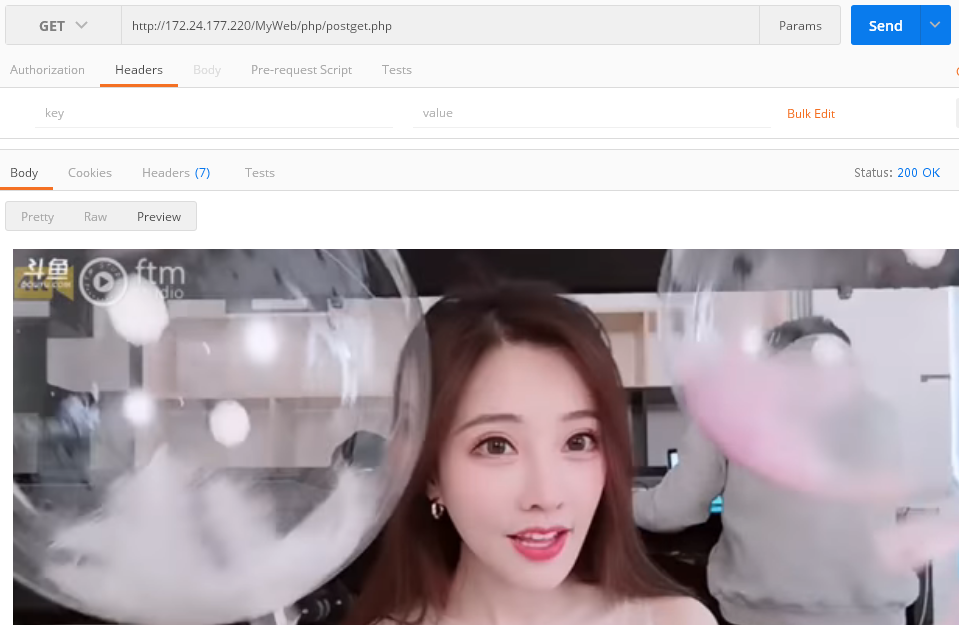 GET
http://172.24.177.220/MyWeb/php/postget.php
Params
Send
Authorization
Headers
Body
Pre-request Script
Tests
key
value
Bulk Edit
Body
Cookies
Headers (7)
Tests
Status: 200 OK
Pretty
Raw
Preview
斗鱼
DOUYU.COM
ftm
studio